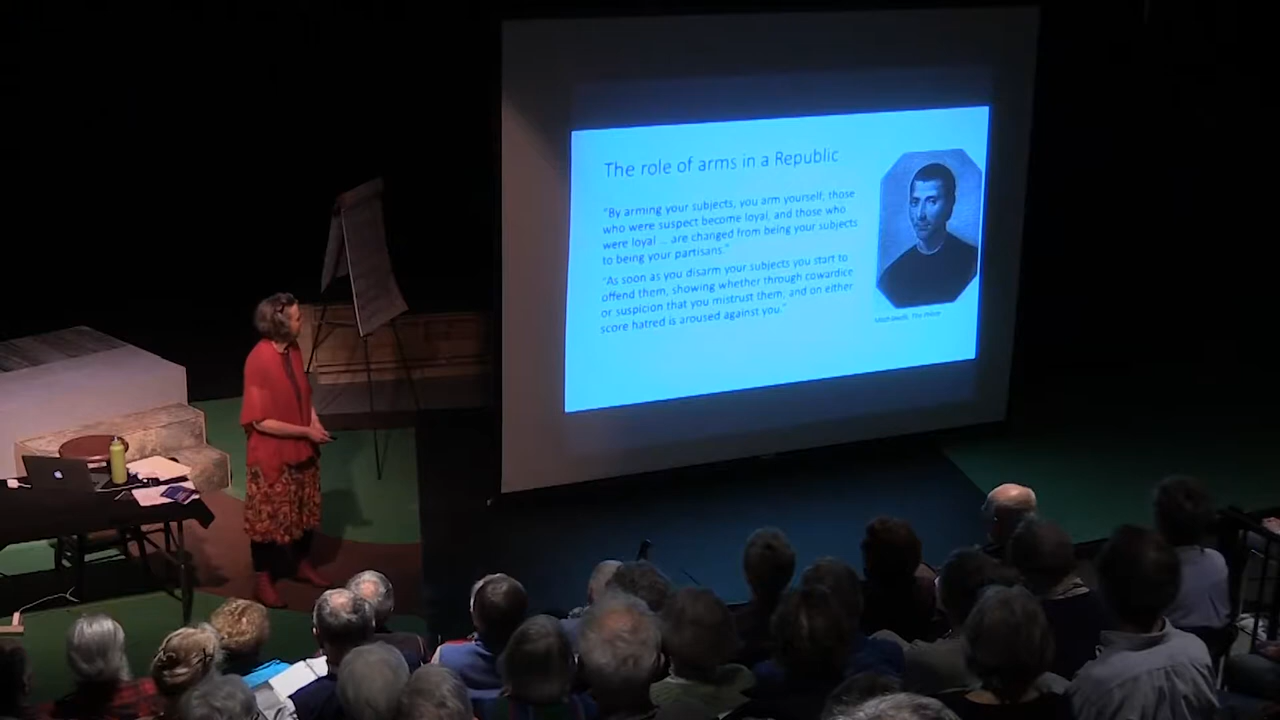 The role of arms in a Republic
"By arming your subjects, you arm yourself, those
who were suspect become loyal, and those who
were loyal ... are changed from being your subjects
to being your partisans."
"As soon as you disarm your subjects you start to
offend them, showing whether through cowardice
or suspicion that you mistrust them, and on either
score hatred is aroused against you."
Machiavelli, The Prince